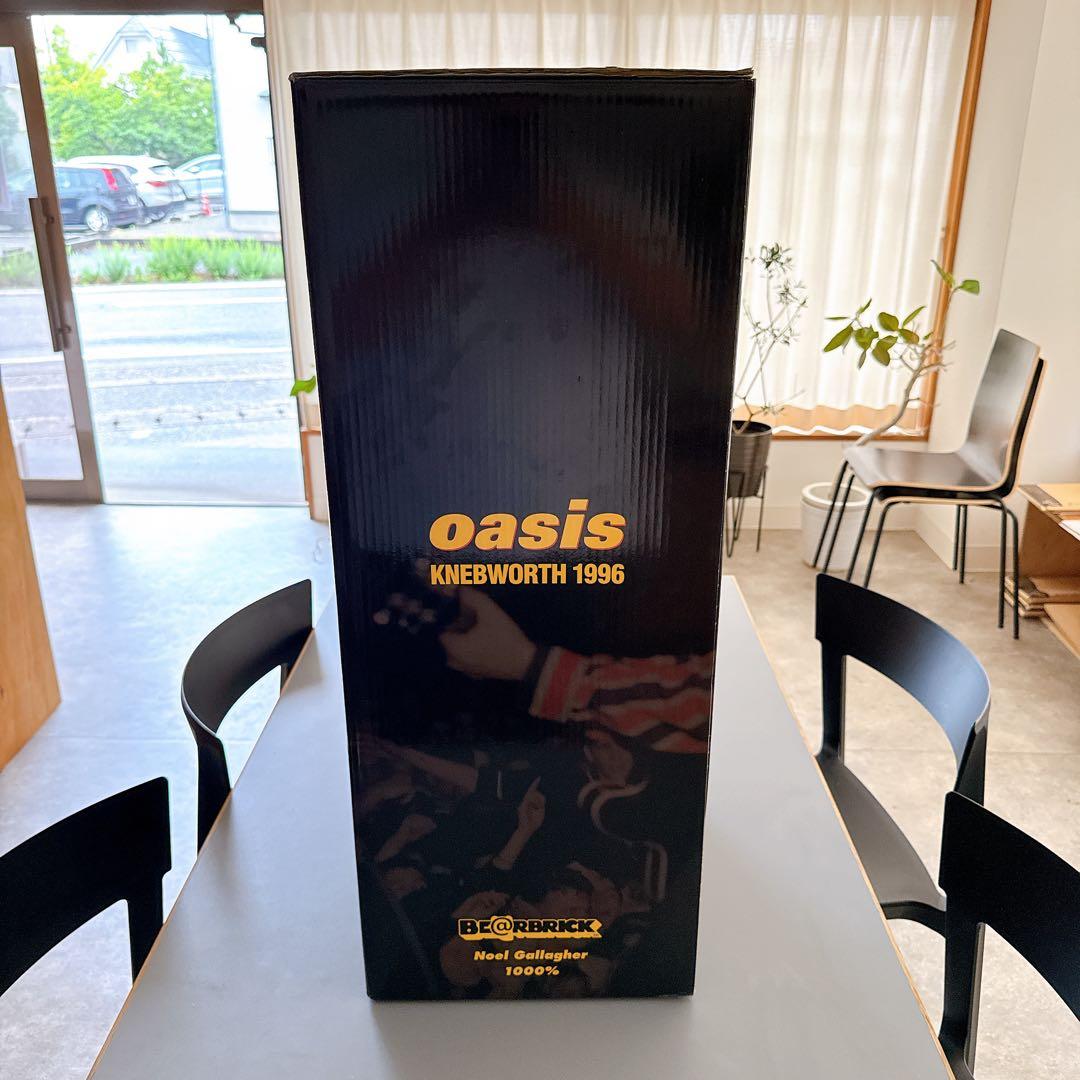 oasis
KNEBWORTH 1996
BE@RBRICK
Noel Gallagher
1000%